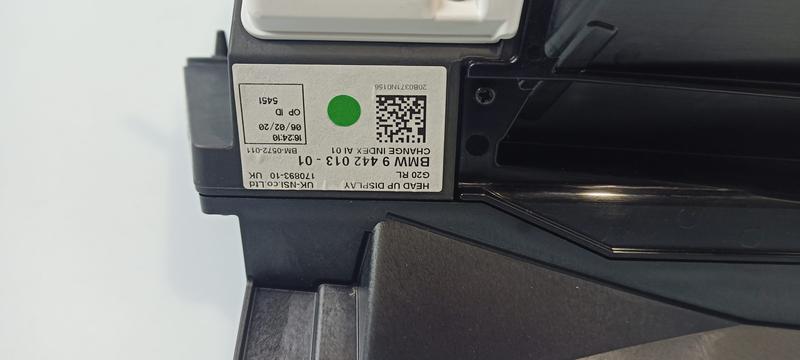 HEAD UP DISPLAY UK-NSI.co.Ltd
G20 RL 170893-10 UK
BMW 9 442 013 - 01
CHANGE INDEX AI 01 BM-0572-011
16:24:10
06/02/20
OP ID
5451
20B0371N0156